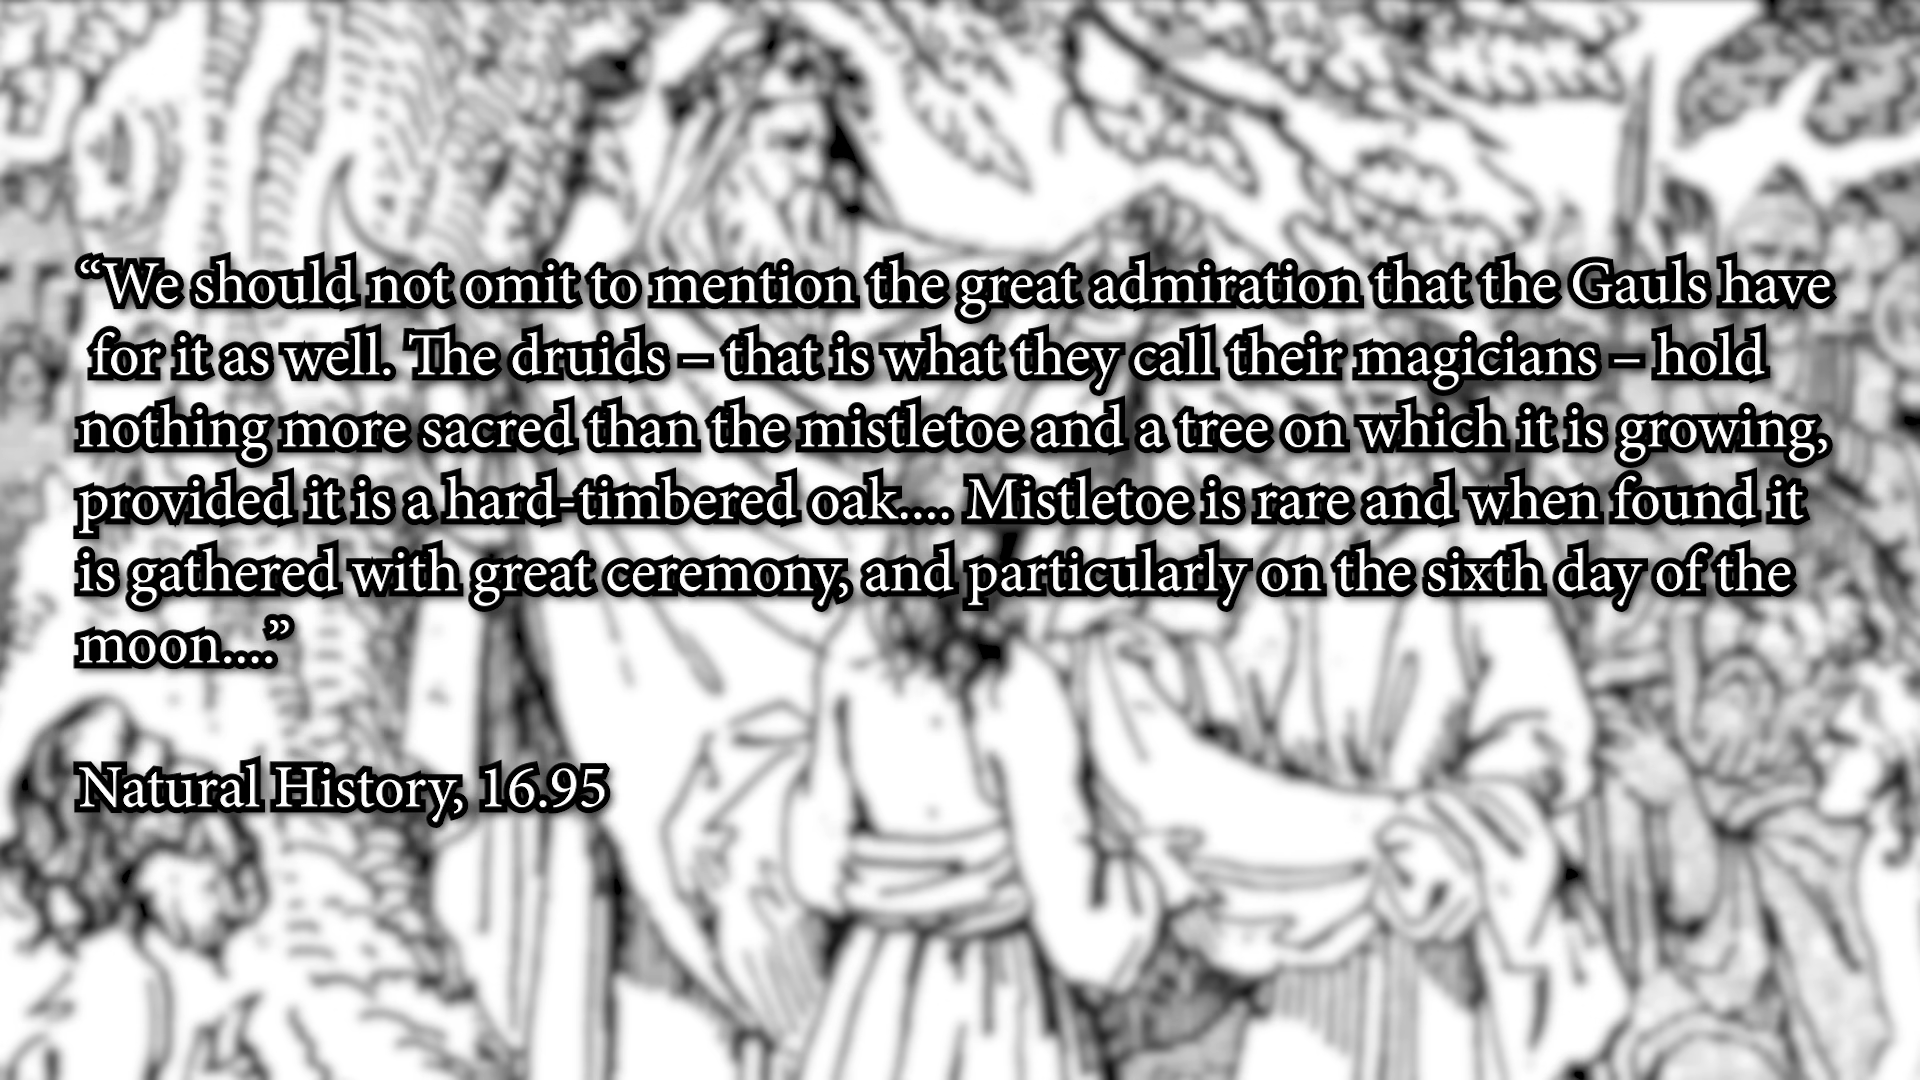 “We should not omit to mention the great admiration that the Gauls have
for it as well. The druids – that is what they call their magicians – hold
nothing more sacred than the mistletoe and a tree on which it is growing,
provided it is a hard-timbered oak.... Mistletoe is rare and when found it
is gathered with great ceremony, and particularly on the sixth day of the
moon....”
Natural History, 16.95